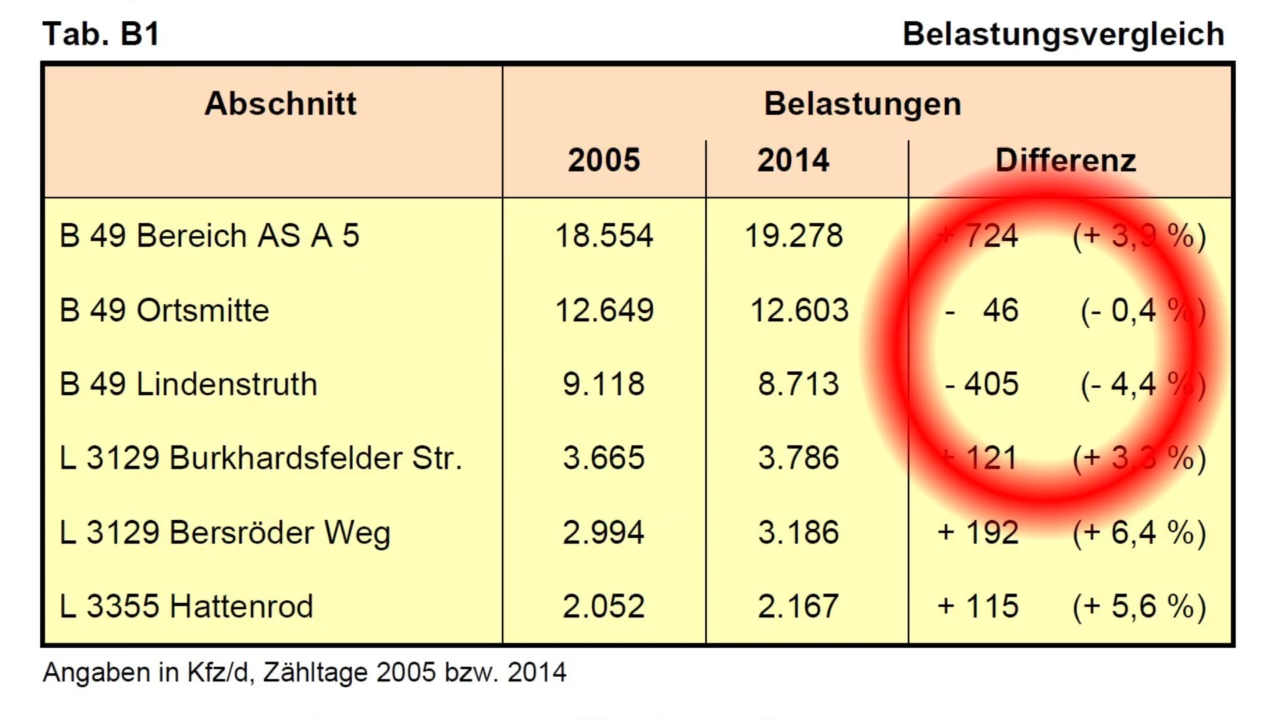 Tab. B1 Belastungsvergleich
Abschnitt Belastungen
2005 2014 Differenz
B 49 Bereich AS A 5 18.554 19.278 + 724 (+ 3,9 %)
B 49 Ortsmitte 12.649 12.603 - 46 (- 0,4 %)
B 49 Lindenstruth 9.118 8.713 - 405 (- 4,4 %)
L 3129 Burkhardsfelder Str. 3.665 3.786 + 121 (+ 3,3 %)
L 3129 Bersröder Weg 2.994 3.186 + 192 (+ 6,4 %)
L 3355 Hattenrod 2.052 2.167 + 115 (+ 5,6 %)
Angaben in Kfz/d, Zähltage 2005 bzw. 2014